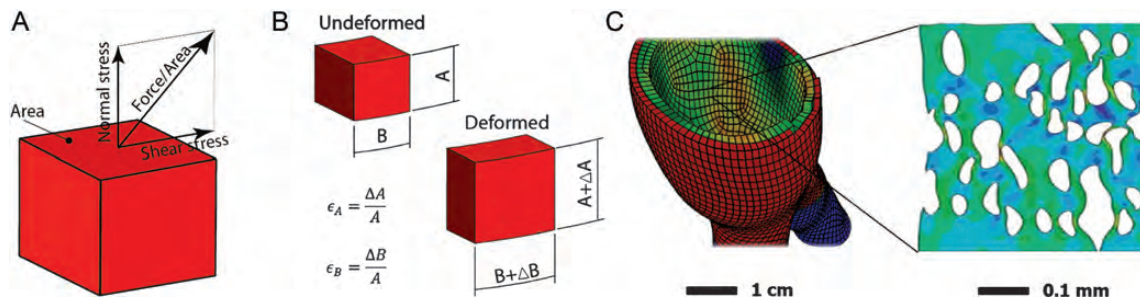 A
Normal stress
Force/Area
Area
Shear stress
B
Undeformed
A
B
Deformed
A+ΔA
B+ΔB
ϵ_A = ΔA/A
ϵ_B = ΔB/A
C
1 cm
0.1 mm